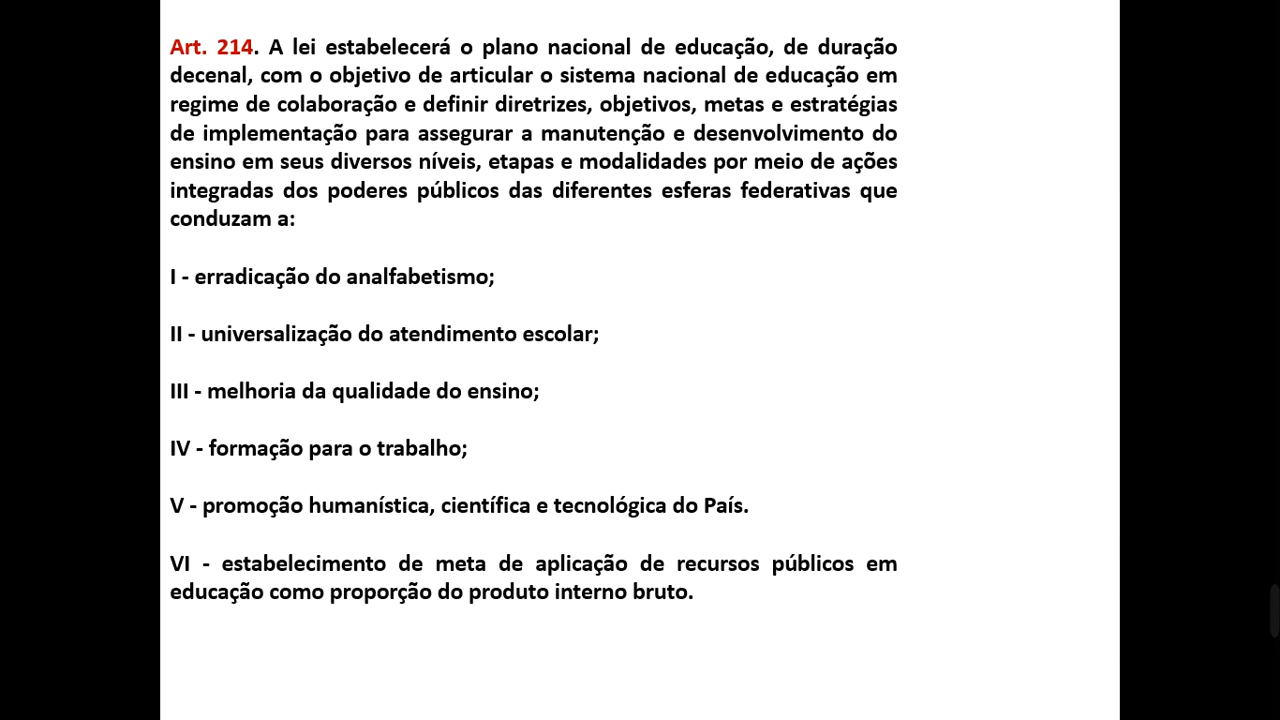 Art. 214. A lei estabelecerá o plano nacional de educação, de duração
decenal, com o objetivo de articular o sistema nacional de educação em
regime de colaboração e definir diretrizes, objetivos, metas e estratégias
de implementação para assegurar a manutenção e desenvolvimento do
ensino em seus diversos níveis, etapas e modalidades por meio de ações
integradas dos poderes públicos das diferentes esferas federativas que
conduzam a:
I - erradicação do analfabetismo;
II - universalização do atendimento escolar;
III - melhoria da qualidade do ensino;
IV - formação para o trabalho;
V - promoção humanística, científica e tecnológica do País.
VI - estabelecimento de meta de aplicação de recursos públicos em
educação como proporção do produto interno bruto.